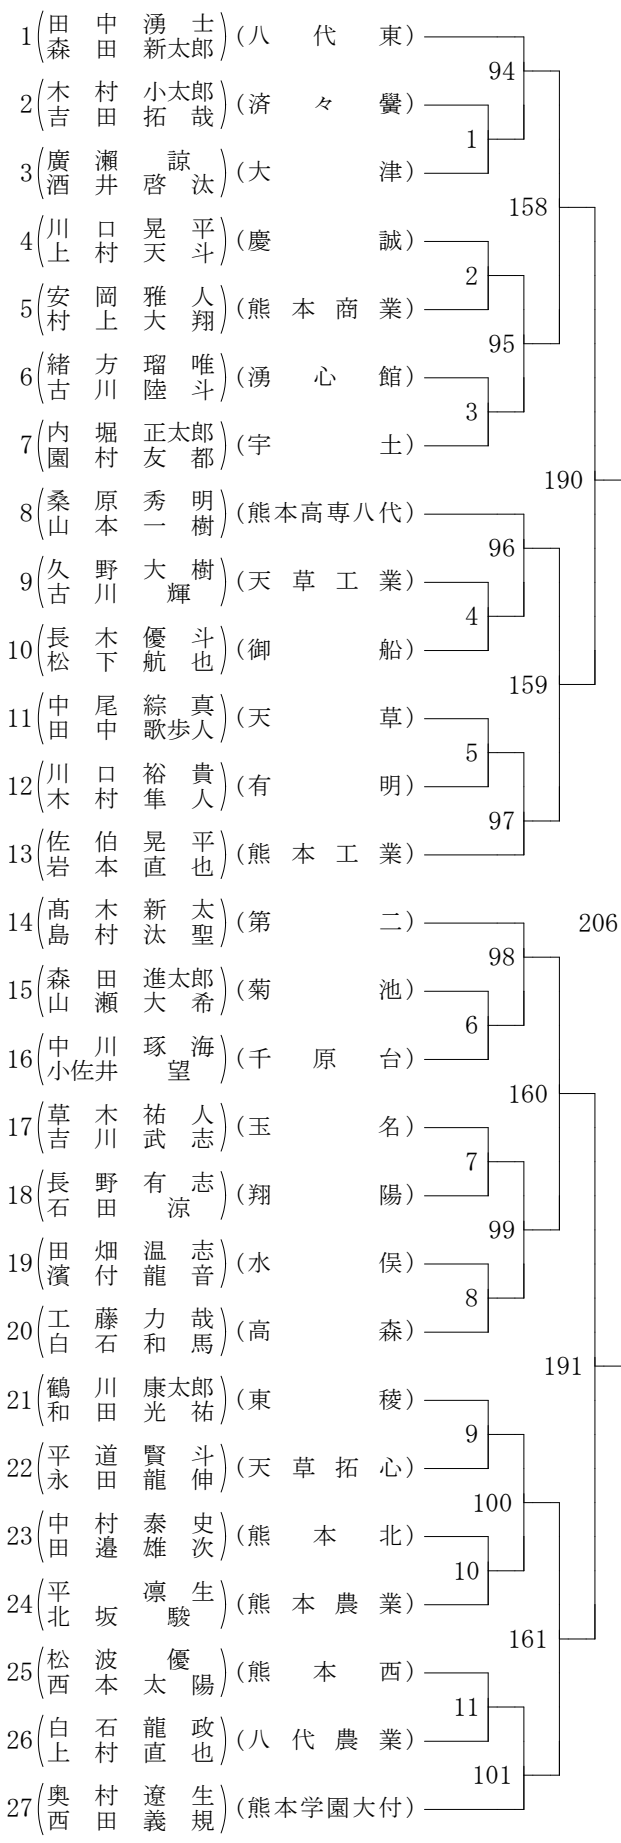 1(田中湧士 森田新太郎)(八代東)
94
2(木村小太郎 吉田拓哉)(済々黌)
1
3(廣瀬諒 酒井啓汰)(大津)
158
4(川口晃平 上村天斗)(慶誠)
2
5(安岡雅人 村上大翔)(熊本商業)
95
6(緒方瑠唯 古川陸斗)(湧心館)
3
7(内堀正太郎 園村友都)(宇土)
190
8(桑原秀明 山本一樹)(熊本高専八代)
96
9(久野大樹 古川輝)(天草工業)
4
10(長木優斗 松下航也)(御船)
159
11(中尾綜真 田中歌歩人)(天草)
5
12(川口裕貴 木村隼人)(有明)
97
13(佐伯晃平 岩本直也)(熊本工業)
14(髙木新太 島村汰聖)(第二)
206
98
15(森田進太郎 山瀬大希)(菊池)
6
16(中川琢海 小佐井望)(千原台)
160
17(草木祐人 吉川武志)(玉名)
7
18(長野有志 石田涼)(翔陽)
99
19(田畑温志 濱付龍音)(水俣)
8
20(工藤力哉 白石和馬)(高森)
191
21(鶴川康太郎 和田光祐)(東稜)
9
22(平道賢斗 永田龍伸)(天草拓心)
100
23(中村泰史 田邉雄次)(熊本北)
10
24(平凛生 北坂駿)(熊本農業)
161
25(松波優 西本太陽)(熊本西)
11
26(白石龍政 上村直也)(八代農業)
101
27(奥村遼生 西田義規)(熊本学園大付)